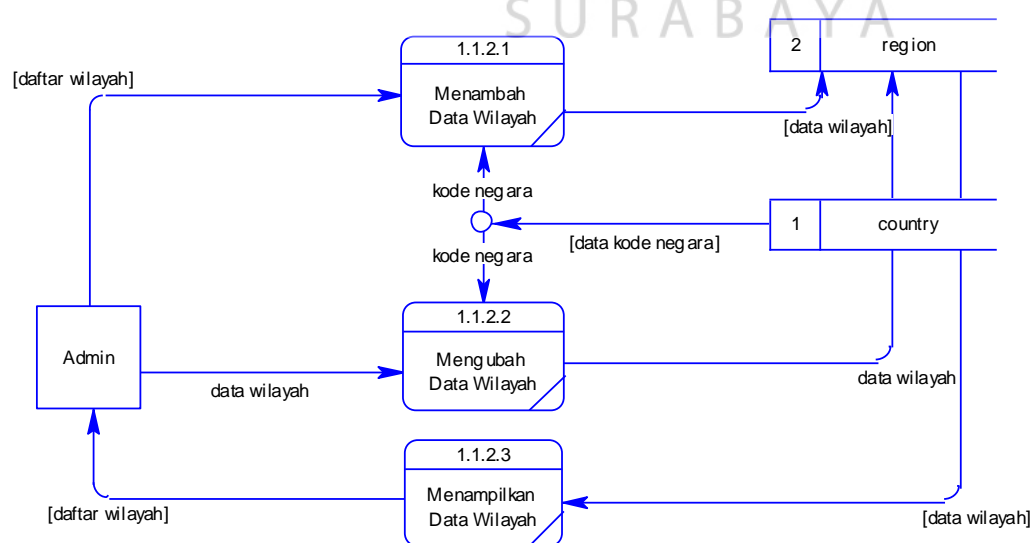 SURABAYA
1.1.2.1
2
region
[daftar wilayah]
Menambah
Data Wilayah
[data wilayah]
kode negara
1
country
[data kode negara]
kode negara
1.1.2.2
Admin
Mengubah
Data Wilayah
data wilayah
data wilayah
1.1.2.3
Menampilkan
Data Wilayah
[daftar wilayah]
[data wilayah]